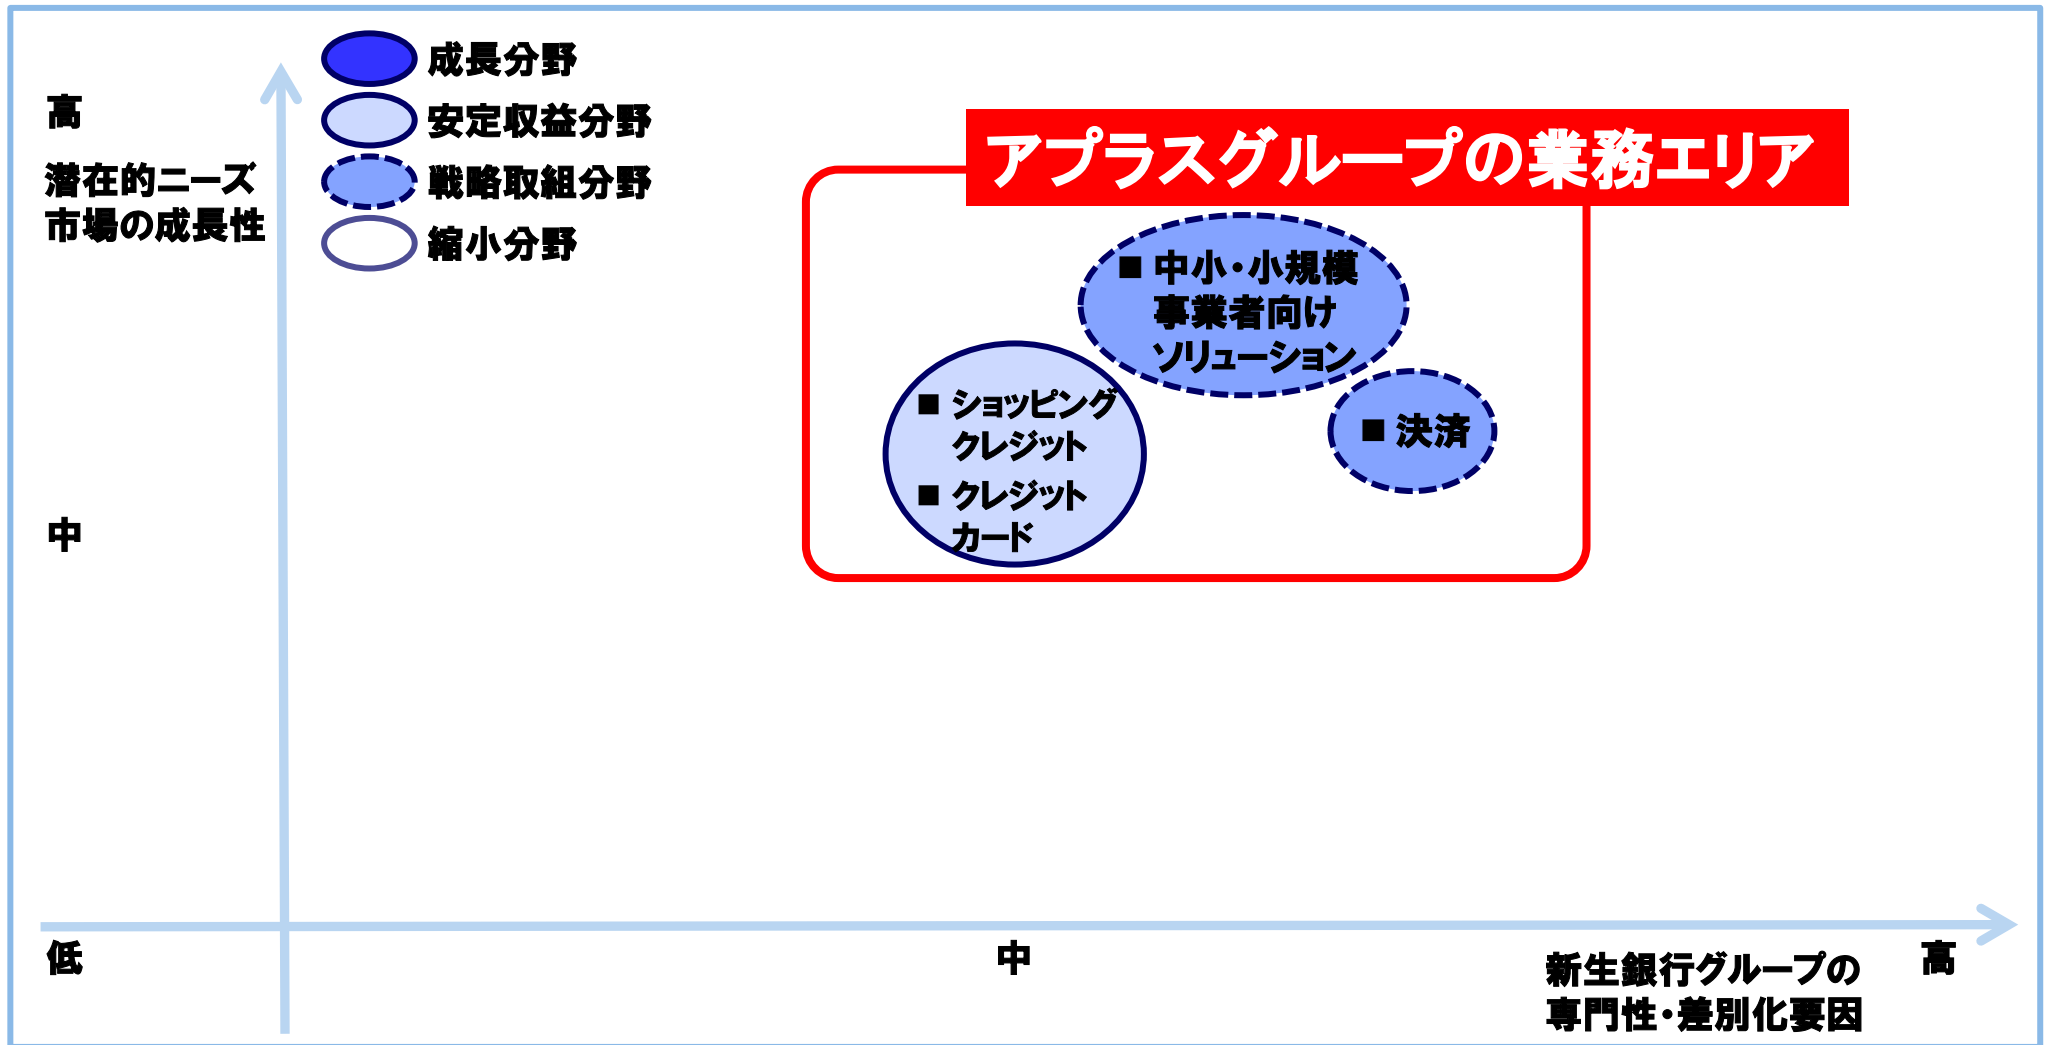 高
潜在的ニーズ
市場の成長性
成長分野
安定収益分野
戦略取組分野
縮小分野
アプラスグループの業務エリア
■ 中小・小規模
事業者向け
ソリューション
■ ショッピング
クレジット
■ クレジット
カード
■ 決済
中
低
中
高
新生銀行グループの
専門性・差別化要因